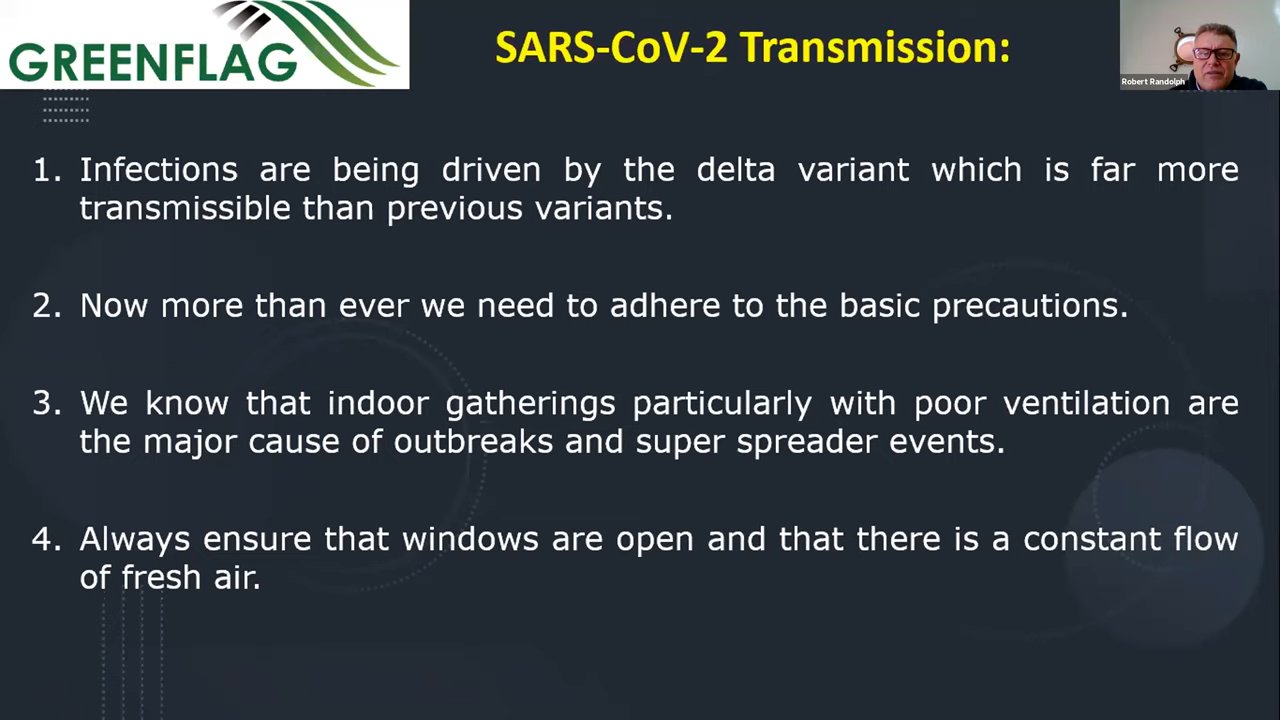 GREENFLAG
SARS-CoV-2 Transmission:
Robert Randolph
1. Infections are being driven by the delta variant which is far more
transmissible than previous variants.
2. Now more than ever we need to adhere to the basic precautions.
3. We know that indoor gatherings particularly with poor ventilation are
the major cause of outbreaks and super spreader events.
4. Always ensure that windows are open and that there is a constant flow
of fresh air.